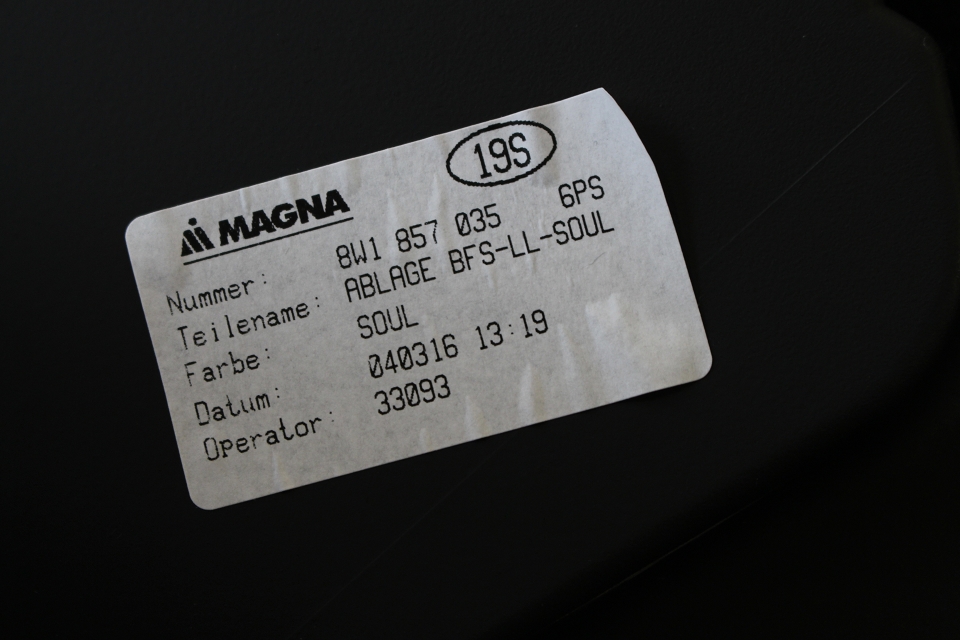 19S
MAGNA
Nummer: 8W1 857 035 6PS
Teilename: ABLAGE BFS-LL-SOUL
Farbe: SOUL
Datum: 040316 13:19
Operator: 33093